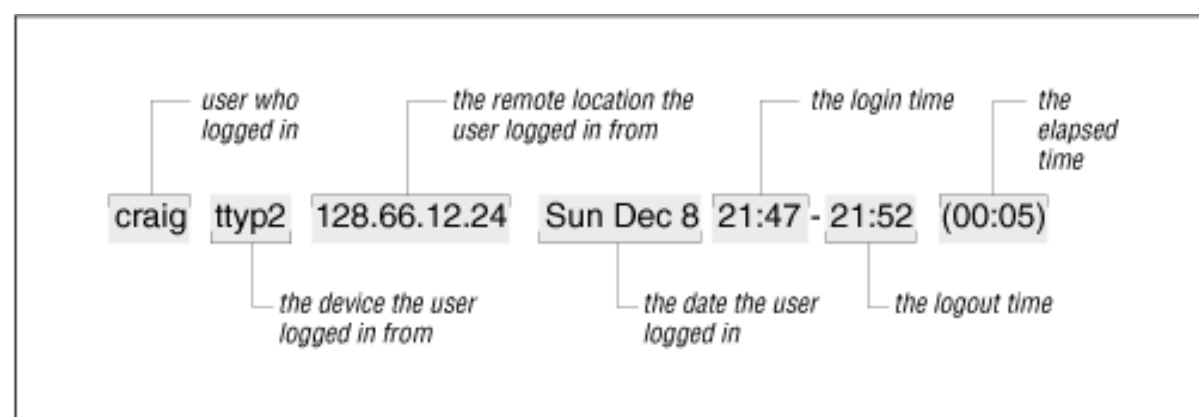 user who
logged in
the remote location the
user logged in from
the login time
the
elapsed
time
craig ttyp2 128.66.12.24 Sun Dec 8 21:47 - 21:52 (00:05)
the device the user
logged in from
the date the user
logged in
the logout time